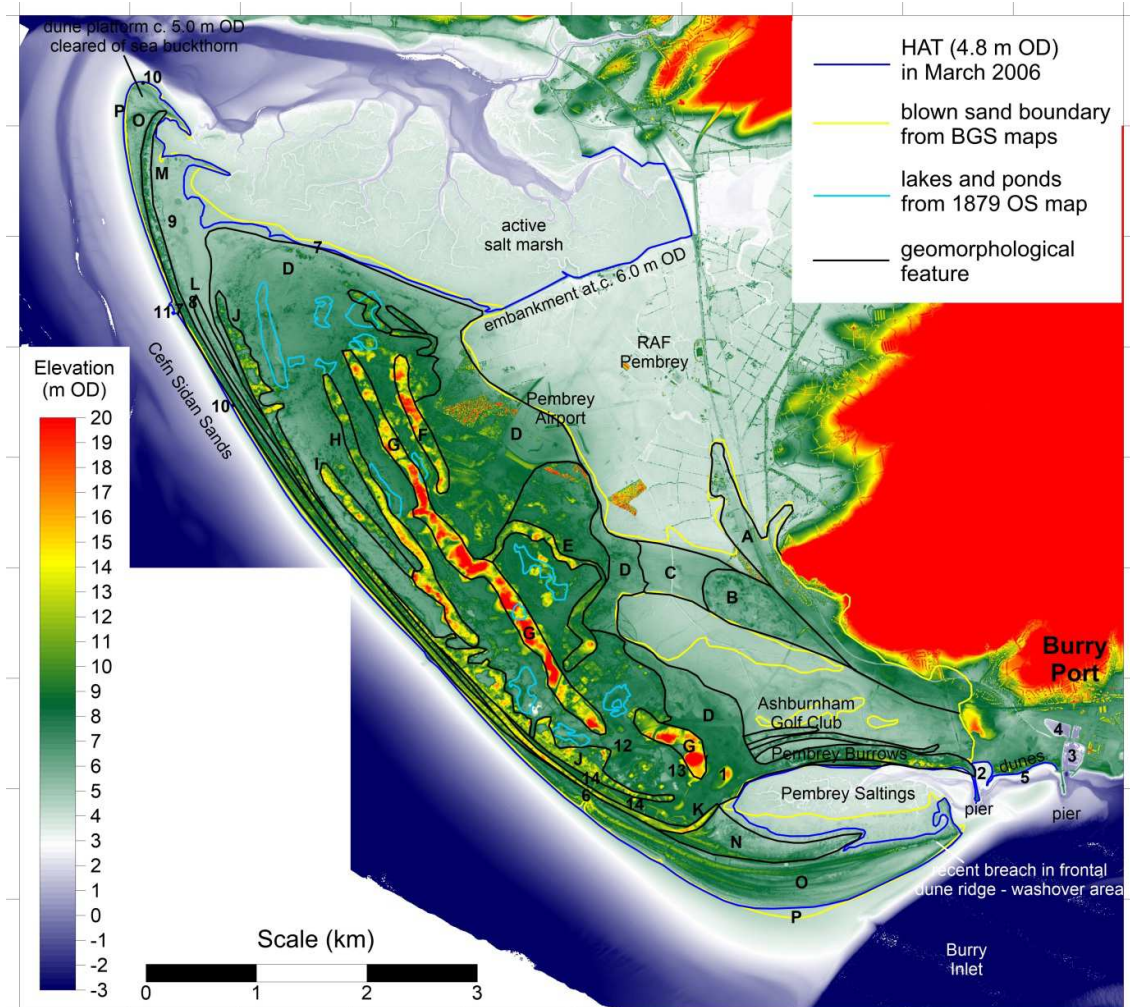 dune platform c. 5.0 m OD
cleared of sea buckthorn
10
P
O
M
9
L
8
7
11
J
7
D
active
salt marsh
embankment at c. 6.0 m OD
RAF
Pembrey
Pembrey
Airport
D
HAT (4.8 m OD)
in March 2006
blown sand boundary
from BGS maps
lakes and ponds
from 1879 OS map
geomorphological
feature
Elevation
(m OD)
20
19
18
17
16
15
14
13
12
11
10
9
8
7
6
5
4
3
2
1
0
-1
-2
-3
Cefn Sidan Sands
10
H
I
G
F
E
D
C
B
A
G
D
Ashburnham
Golf Club
Pembrey Burrows
Burry
Port
4
3
2
dunes
5
pier
pier
12
G
13
1
J
14
6
14
K
Pembrey Saltings
N
O
P
recent breach in frontal
dune ridge - washover area
Burry
Inlet
Scale (km)
0
1
2
3